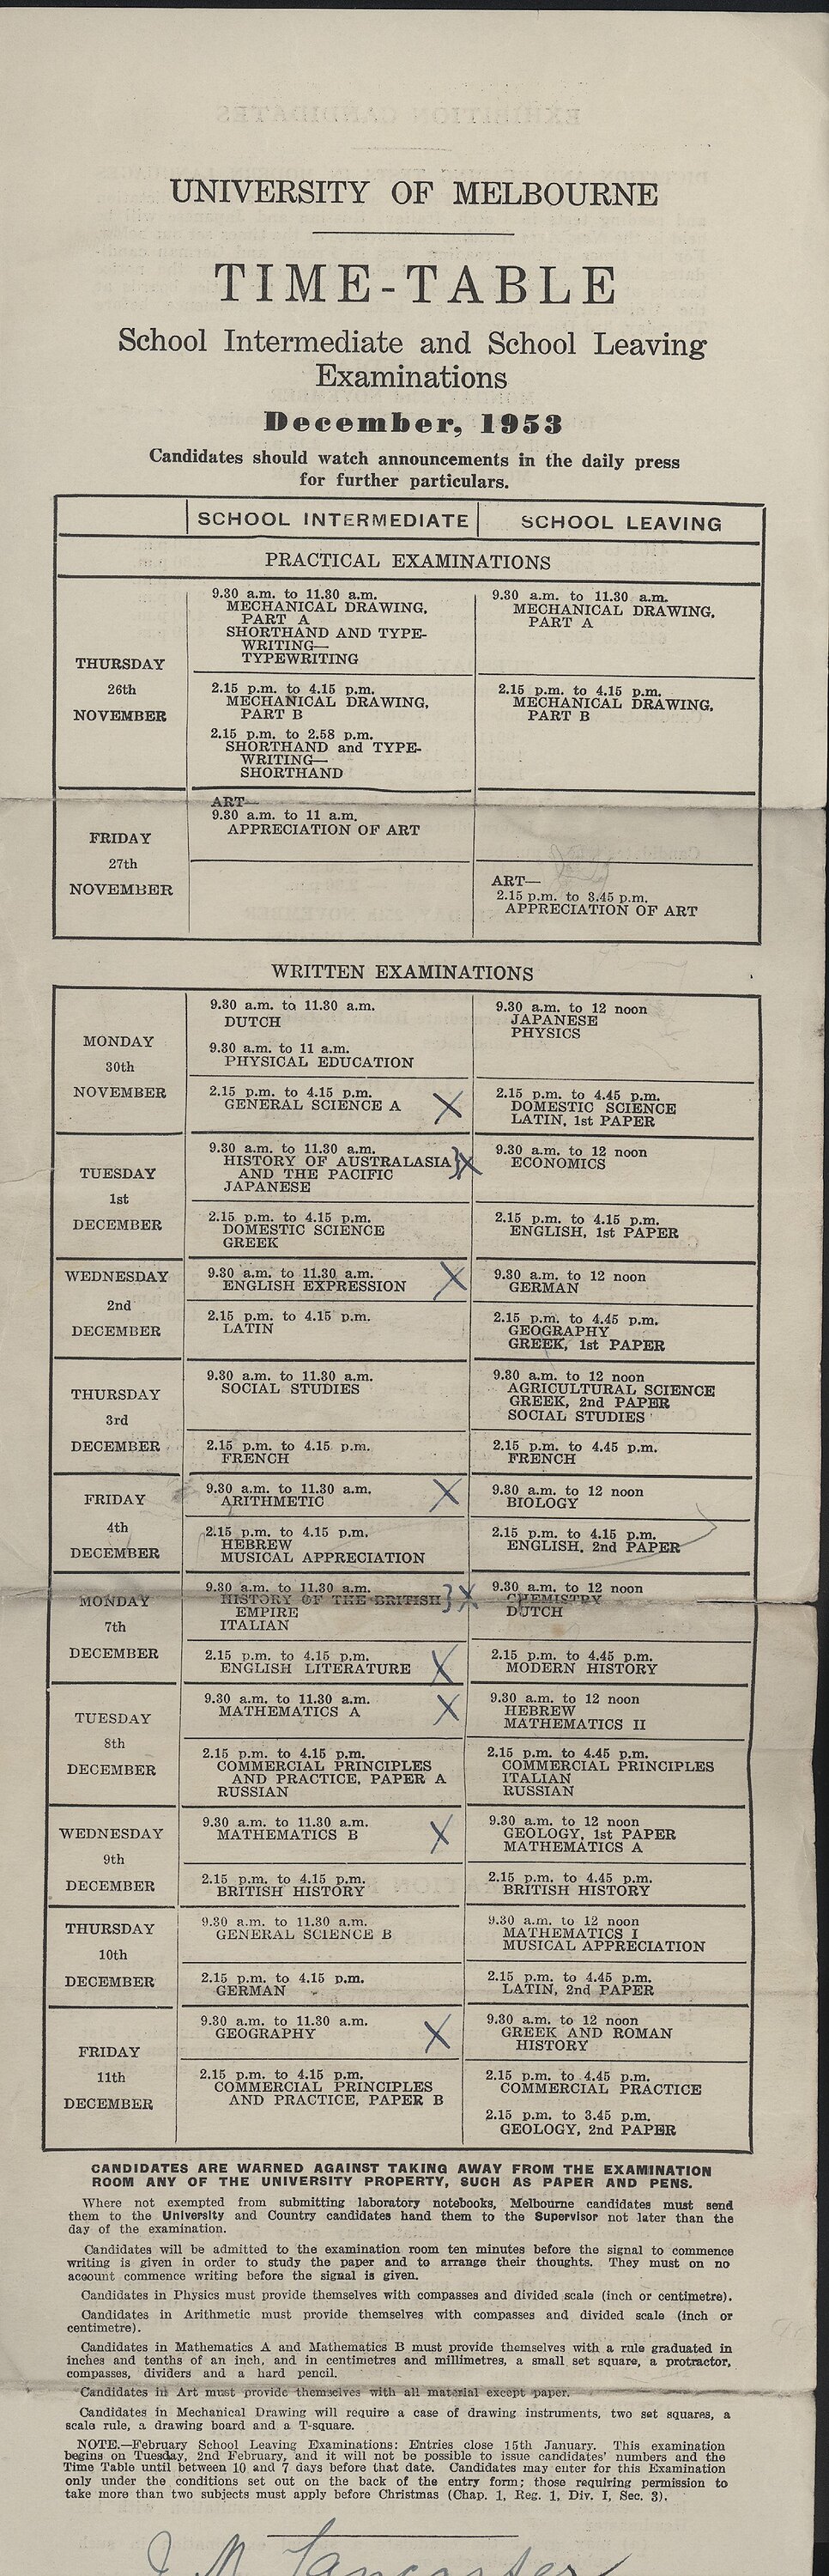 UNIVERSITY OF MELBOURNE
TIME-TABLE
School Intermediate and School Leaving
Examinations
December, 1953
Candidates should watch announcements in the daily press
for further particulars.
SCHOOL INTERMEDIATE SCHOOL LEAVING
PRACTICAL EXAMINATIONS
THURSDAY
26th
NOVEMBER
9.30 a.m. to 11.30 a.m.
MECHANICAL DRAWING,
PART A
SHORTHAND AND TYPE-
WRITING—
TYPEWRITING
9.30 a.m. to 11.30 a.m.
MECHANICAL DRAWING,
PART A
2.15 p.m. to 4.15 p.m.
MECHANICAL DRAWING,
PART B
2.15 p.m. to 2.58 p.m.
SHORTHAND and TYPE-
WRITING—
SHORTHAND
2.15 p.m. to 4.15 p.m.
MECHANICAL DRAWING,
PART B
FRIDAY
27th
NOVEMBER
ART—
9.30 a.m. to 11 a.m.
APPRECIATION OF ART
ART—
2.15 p.m. to 3.45 p.m.
APPRECIATION OF ART
WRITTEN EXAMINATIONS
MONDAY
30th
NOVEMBER
9.30 a.m. to 11.30 a.m.
DUTCH
9.30 a.m. to 11 a.m.
PHYSICAL EDUCATION
9.30 a.m. to 12 noon
JAPANESE
PHYSICS
2.15 p.m. to 4.15 p.m.
GENERAL SCIENCE A X
2.15 p.m. to 4.45 p.m.
DOMESTIC SCIENCE
LATIN, 1st PAPER
TUESDAY
1st
DECEMBER
9.30 a.m. to 11.30 a.m.
HISTORY OF AUSTRALASIA } X
AND THE PACIFIC
JAPANESE
9.30 a.m. to 12 noon
ECONOMICS
2.15 p.m. to 4.15 p.m.
DOMESTIC SCIENCE
GREEK
2.15 p.m. to 4.15 p.m.
ENGLISH, 1st PAPER
WEDNESDAY
2nd
DECEMBER
9.30 a.m. to 11.30 a.m.
ENGLISH EXPRESSION X
9.30 a.m. to 12 noon
GERMAN
2.15 p.m. to 4.15 p.m.
LATIN
2.15 p.m. to 4.45 p.m.
GEOGRAPHY
GREEK, 1st PAPER
THURSDAY
3rd
DECEMBER
9.30 a.m. to 11.30 a.m.
SOCIAL STUDIES
9.30 a.m. to 12 noon
AGRICULTURAL SCIENCE
GREEK, 2nd PAPER
SOCIAL STUDIES
2.15 p.m. to 4.15 p.m.
FRENCH
2.15 p.m. to 4.45 p.m.
FRENCH
FRIDAY
4th
DECEMBER
9.30 a.m. to 11.30 a.m.
ARITHMETIC X
9.30 a.m. to 12 noon
BIOLOGY
2.15 p.m. to 4.15 p.m.
HEBREW
MUSICAL APPRECIATION
2.15 p.m. to 4.15 p.m.
ENGLISH, 2nd PAPER
MONDAY
7th
DECEMBER
9.30 a.m. to 11.30 a.m.
HISTORY OF THE BRITISH } X
EMPIRE
ITALIAN
9.30 a.m. to 12 noon
CHEMISTRY
DUTCH
2.15 p.m. to 4.15 p.m.
ENGLISH LITERATURE X
2.15 p.m. to 4.45 p.m.
MODERN HISTORY
TUESDAY
8th
DECEMBER
9.30 a.m. to 11.30 a.m.
MATHEMATICS A X
9.30 a.m. to 12 noon
HEBREW
MATHEMATICS II
2.15 p.m. to 4.15 p.m.
COMMERCIAL PRINCIPLES
AND PRACTICE, PAPER A
RUSSIAN
2.15 p.m. to 4.45 p.m.
COMMERCIAL PRINCIPLES
ITALIAN
RUSSIAN
WEDNESDAY
9th
DECEMBER
9.30 a.m. to 11.30 a.m.
MATHEMATICS B X
9.30 a.m. to 12 noon
GEOLOGY, 1st PAPER
MATHEMATICS A
2.15 p.m. to 4.15 p.m.
BRITISH HISTORY
2.15 p.m. to 4.45 p.m.
BRITISH HISTORY
THURSDAY
10th
DECEMBER
9.30 a.m. to 11.30 a.m.
GENERAL SCIENCE B
9.30 a.m. to 12 noon
MATHEMATICS I
MUSICAL APPRECIATION
2.15 p.m. to 4.15 p.m.
GERMAN
2.15 p.m. to 4.45 p.m.
LATIN, 2nd PAPER
FRIDAY
11th
DECEMBER
9.30 a.m. to 11.30 a.m.
GEOGRAPHY X
9.30 a.m. to 12 noon
GREEK AND ROMAN
HISTORY
2.15 p.m. to 4.15 p.m.
COMMERCIAL PRINCIPLES
AND PRACTICE, PAPER B
2.15 p.m. to 4.45 p.m.
COMMERCIAL PRACTICE
2.15 p.m. to 3.45 p.m.
GEOLOGY, 2nd PAPER
CANDIDATES ARE WARNED AGAINST TAKING AWAY FROM THE EXAMINATION
ROOM ANY OF THE UNIVERSITY PROPERTY, SUCH AS PAPER AND PENS.
Where not exempted from submitting laboratory notebooks, Melbourne candidates must send
them to the University and Country candidates hand them to the Supervisor not later than the
day of the examination.
Candidates will be admitted to the examination room ten minutes before the signal to commence
writing is given in order to study the paper and to arrange their thoughts. They must on no
account commence writing before the signal is given.
Candidates in Physics must provide themselves with compasses and divided scale (inch or centimetre).
Candidates in Arithmetic must provide themselves with compasses and divided scale (inch or
centimetre).
Candidates in Mathematics A and Mathematics B must provide themselves with a rule graduated in
inches and tenths of an inch, and in centimetres and millimetres, a small set square, a protractor,
compasses, dividers and a hard pencil.
Candidates in Art must provide themselves with all material except paper.
Candidates in Mechanical Drawing will require a case of drawing instruments, two set squares, a
scale rule, a drawing board and a T-square.
NOTE.—February School Leaving Examinations: Entries close 15th January. This examination
begins on Tuesday, 2nd February, and it will not be possible to issue candidates' numbers and the
Time Table until between 10 and 7 days before that date. Candidates may enter for this Examination
only under the conditions set out on the back of the entry form; those requiring permission to
take more than two subjects must apply before Christmas (Chap. 1, Reg. 1, Div. I, Sec. 3).
J M Lancaster